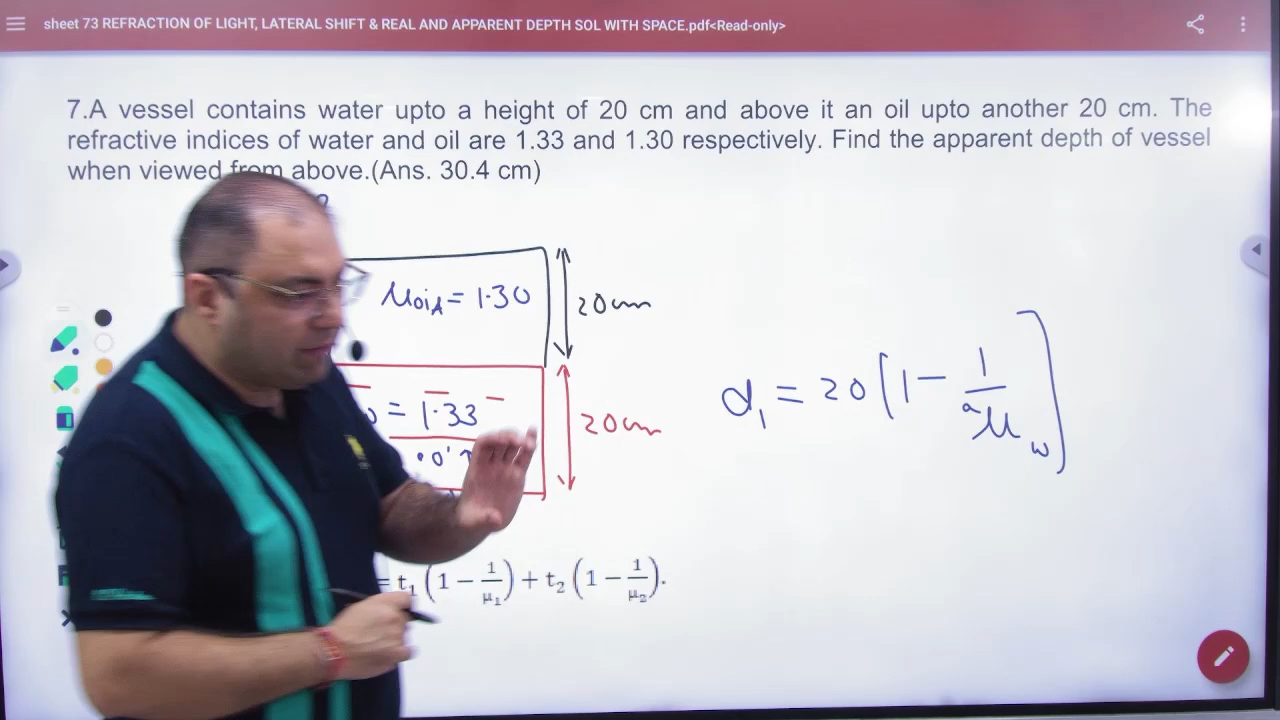 sheet 73 REFRACTION OF LIGHT, LATERAL SHIFT & REAL AND APPARENT DEPTH SOL WITH SPACE.pdf<Read-only>
7.A vessel contains water upto a height of 20 cm and above it an oil upto another 20 cm. The
refractive indices of water and oil are 1.33 and 1.30 respectively. Find the apparent depth of vessel
when viewed from above.(Ans. 30.4 cm)
μoil = 1.30
20cm
= 1.33
20cm
O'
d₁ = 20 [1 - 1/ᵃμw]
= t₁ (1 − 1/μ₁) + t₂ (1 − 1/μ₂).